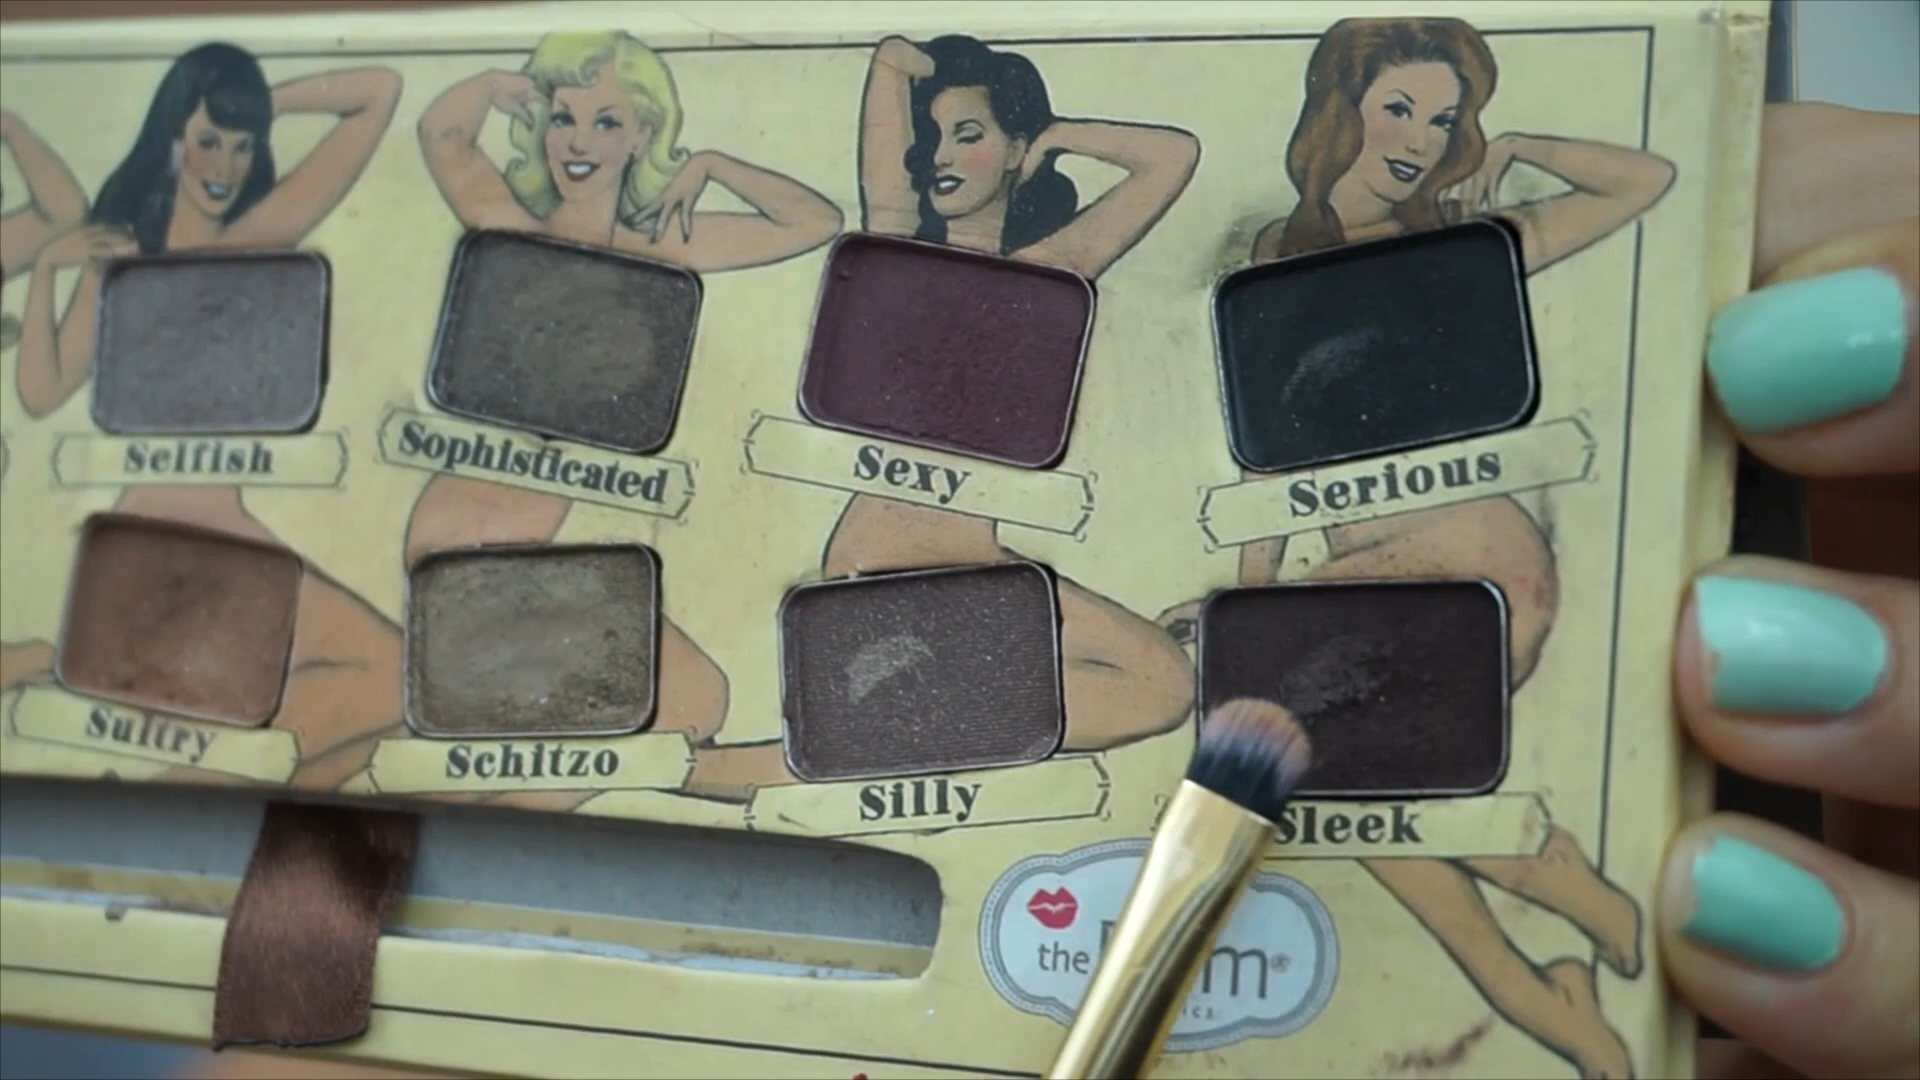 Selfish
Sophisticated
Sexy
Serious
Sultry
Schitzo
Silly
Sleek
the